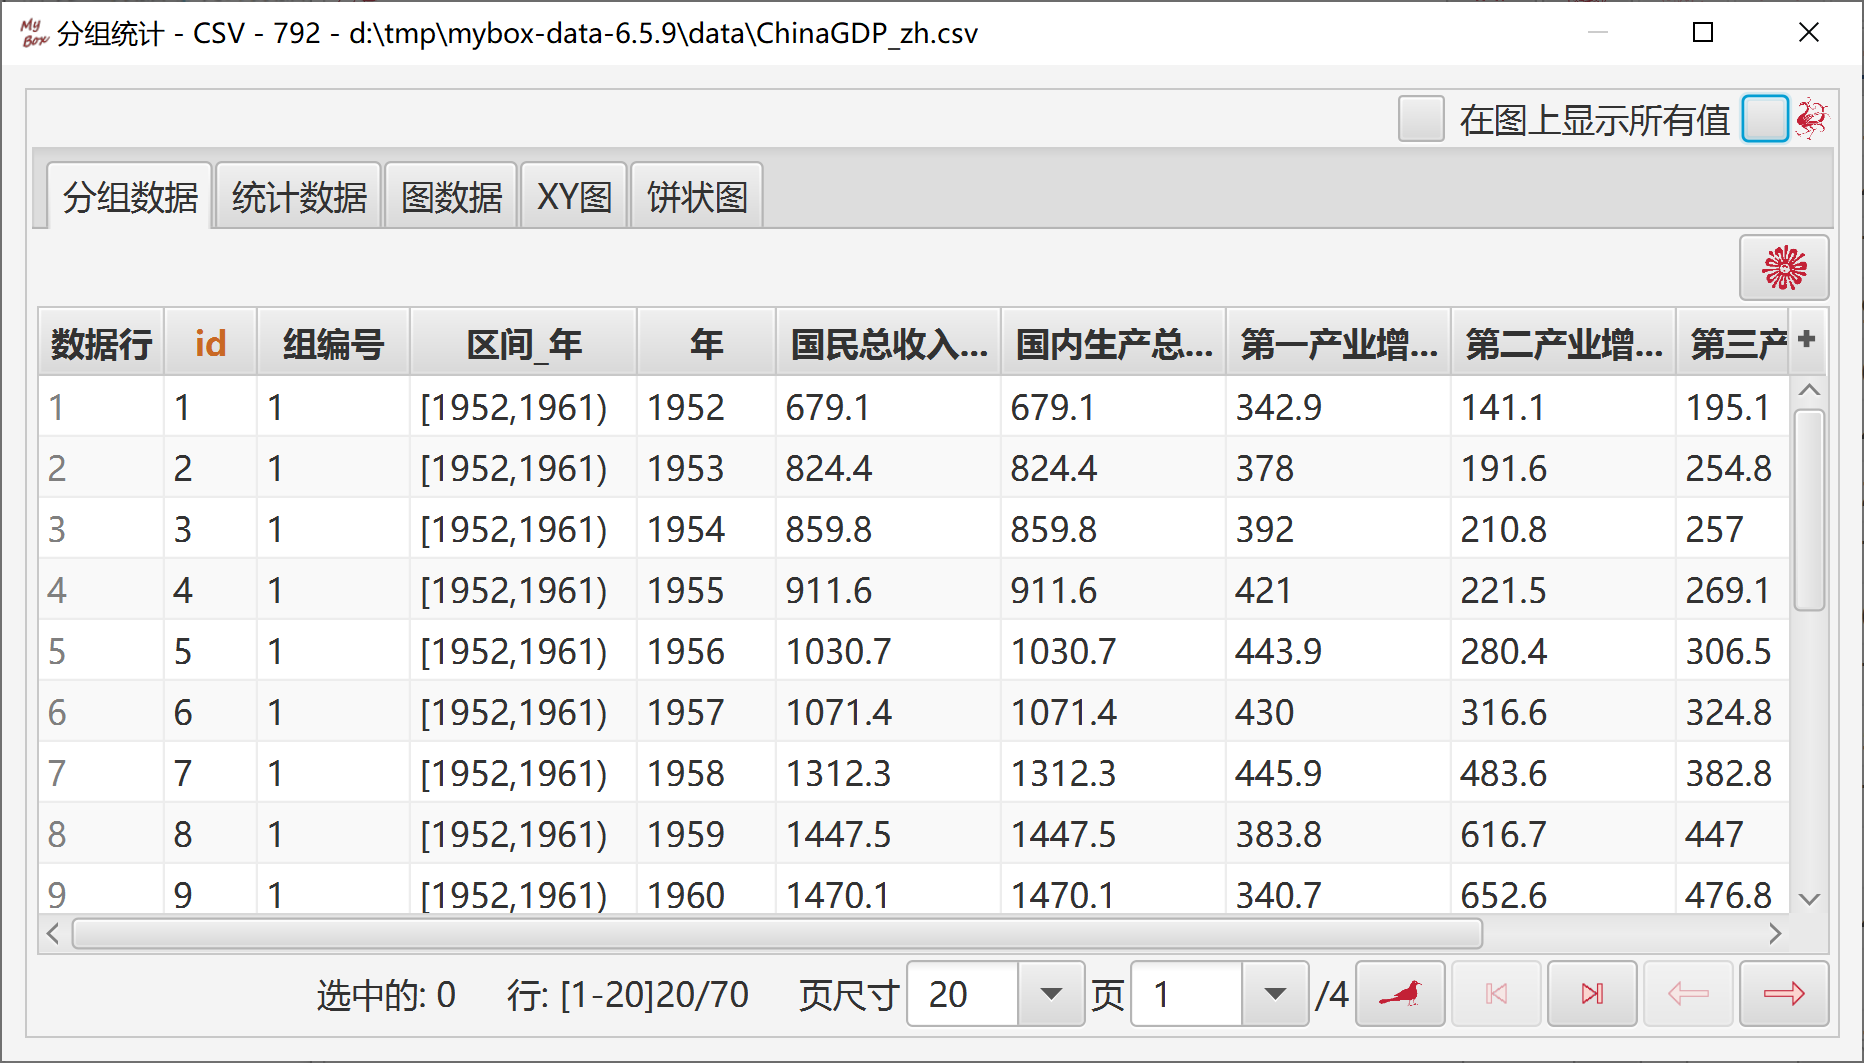 My Box 分组统计 - CSV - 792 - d:\tmp\mybox-data-6.5.9\data\ChinaGDP_zh.csv
在图上显示所有值
分组数据 统计数据 图数据 XY图 饼状图
数据行 id 组编号 区间_年 年 国民总收入... 国内生产总... 第一产业增... 第二产业增... 第三产 +
1 1 1 [1952,1961) 1952 679.1 679.1 342.9 141.1 195.1
2 2 1 [1952,1961) 1953 824.4 824.4 378 191.6 254.8
3 3 1 [1952,1961) 1954 859.8 859.8 392 210.8 257
4 4 1 [1952,1961) 1955 911.6 911.6 421 221.5 269.1
5 5 1 [1952,1961) 1956 1030.7 1030.7 443.9 280.4 306.5
6 6 1 [1952,1961) 1957 1071.4 1071.4 430 316.6 324.8
7 7 1 [1952,1961) 1958 1312.3 1312.3 445.9 483.6 382.8
8 8 1 [1952,1961) 1959 1447.5 1447.5 383.8 616.7 447
9 9 1 [1952,1961) 1960 1470.1 1470.1 340.7 652.6 476.8
选中的: 0 行: [1-20]20/70 页尺寸 20 页 1 /4